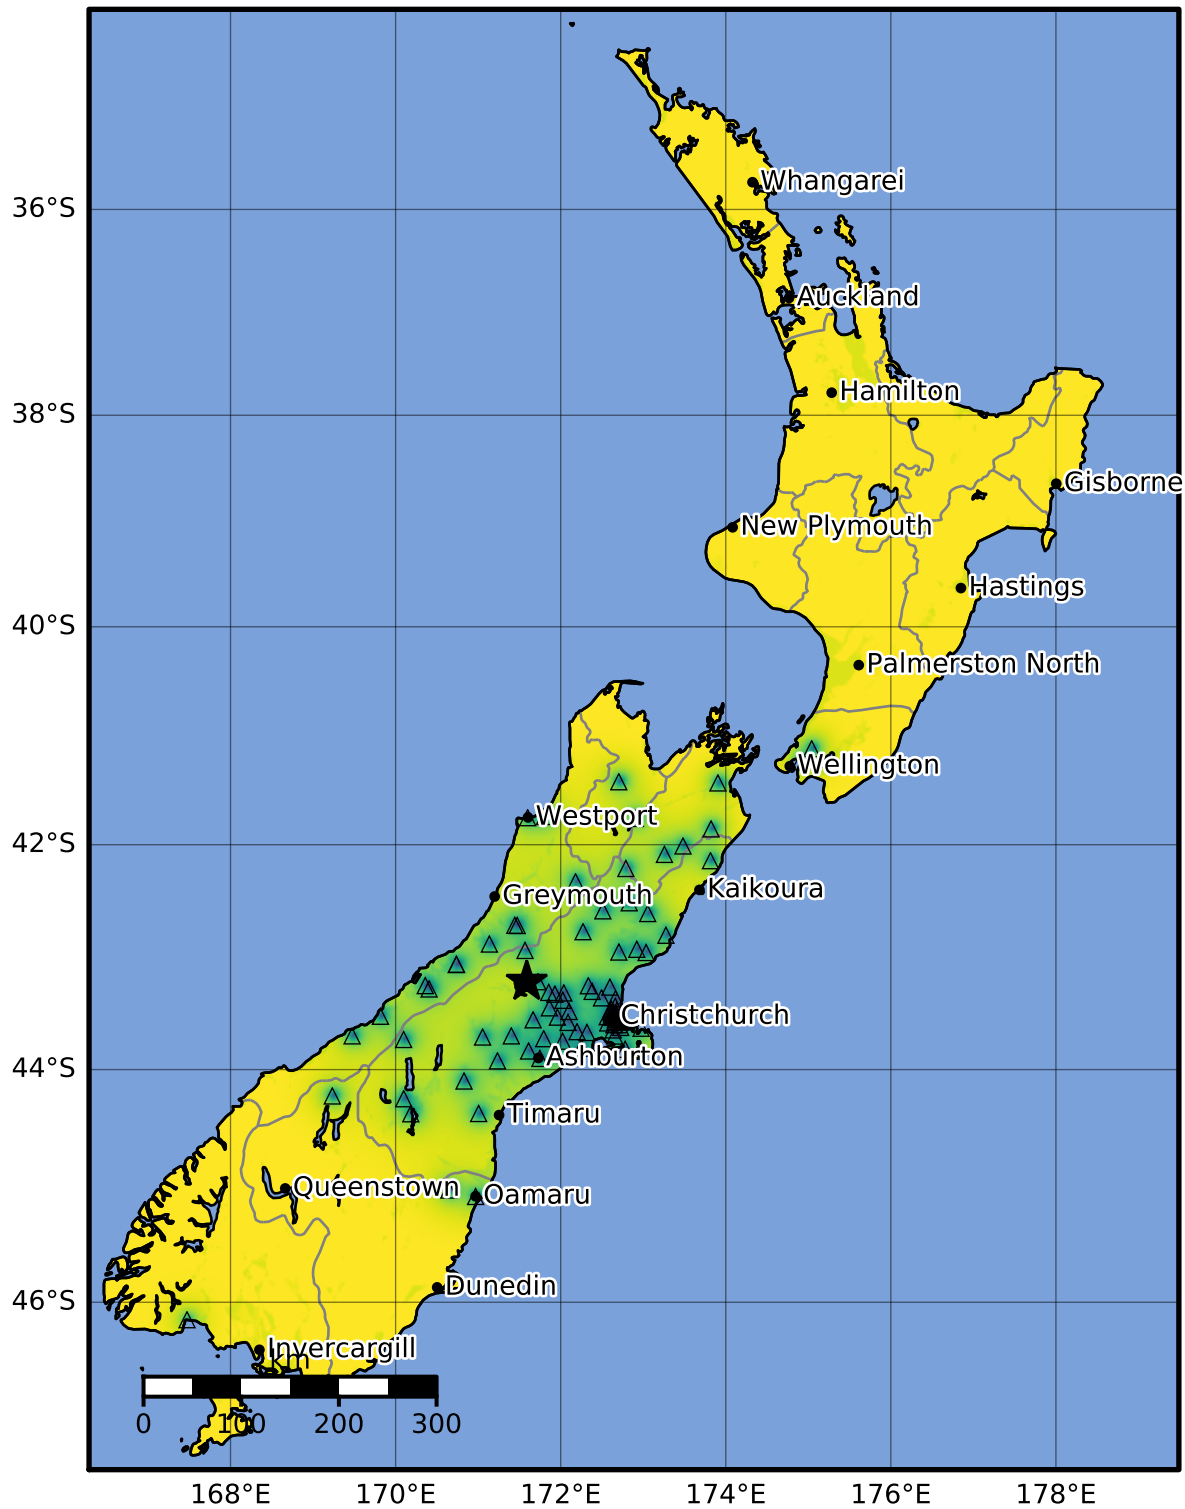 Whangarei
36°S
Auckland
Hamilton
38°S
Gisborne
New Plymouth
Hastings
40°S
Palmerston North
Wellington
Westport
42°S
Kaikoura
Greymouth
Christchurch
Ashburton
44°S
Timaru
Queenstown
Oamaru
Dunedin
46°S
Invercargill
km
0 100 200 300
168°E 170°E 172°E 174°E 176°E 178°E